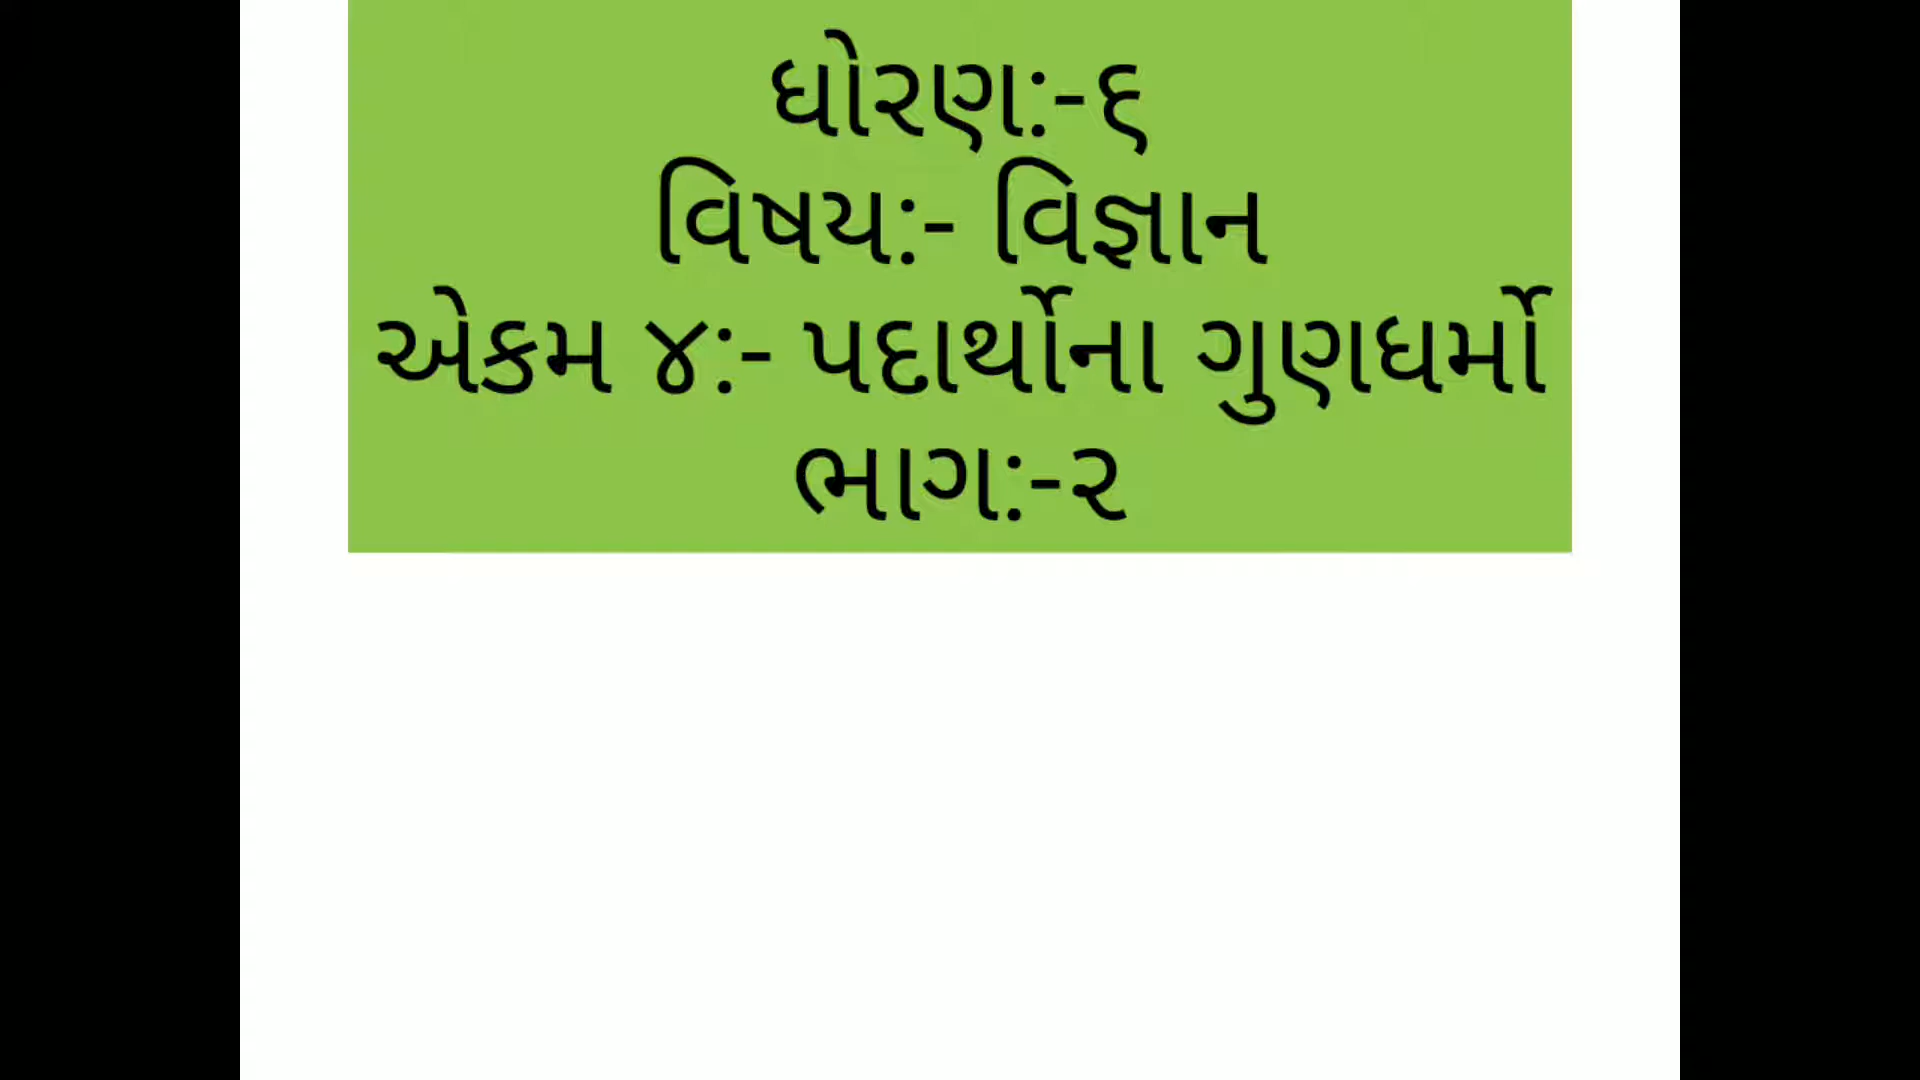 ધોરણ:-૬
વિષય:- વિજ્ઞાન
એકમ ૪:- પદાર્થોના ગુણધર્મો
ભાગ:-૨